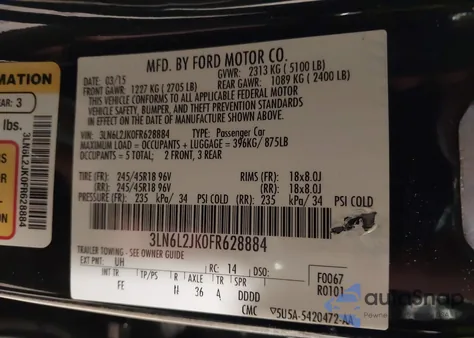 MFD. BY FORD MOTOR CO.
DATE: 03/15 GVWR: 2313 KG ( 5100 LB)
FRONT GAWR: 1227 KG ( 2705 LB) REAR GAWR: 1089 KG ( 2400 LB)
THIS VEHICLE CONFORMS TO ALL APPLICABLE FEDERAL MOTOR
VEHICLE SAFETY, BUMPER, AND THEFT PREVENTION STANDARDS
IN EFFECT ON THE DATE OF MANUFACTURE SHOWN ABOVE.
VEHICLE VIN: 3LN6L2JK0FR628884 TYPE: Passenger Car
MAXIMUM LOAD = OCCUPANTS + LUGGAGE = 396KG/ 875LB
OCCUPANTS = 5 TOTAL; 2 FRONT, 3 REAR
TIRE (FR): 245/45R18 96V RIMS (FR): 18x8.0J
(RR): 245/45R18 96V (RR): 18x8.0J
PRESSURE (FR): 235 kPa/ 34 PSI COLD (RR): 235 kPa/ 34 PSI COLD
3LN6L2JK0FR628884
TRAILER TOWING - SEE OWNER GUIDE
EXT PNT: UH RC: 14 DSO: F0067
INT TR TP/PS R AXLE TR SPR R0101
FE H 36 4 DDDD
CMC 5U5A-5420472-AA
MATION
AR: 3
lbs.
3LN6L2JK0FR628884
autoSnap